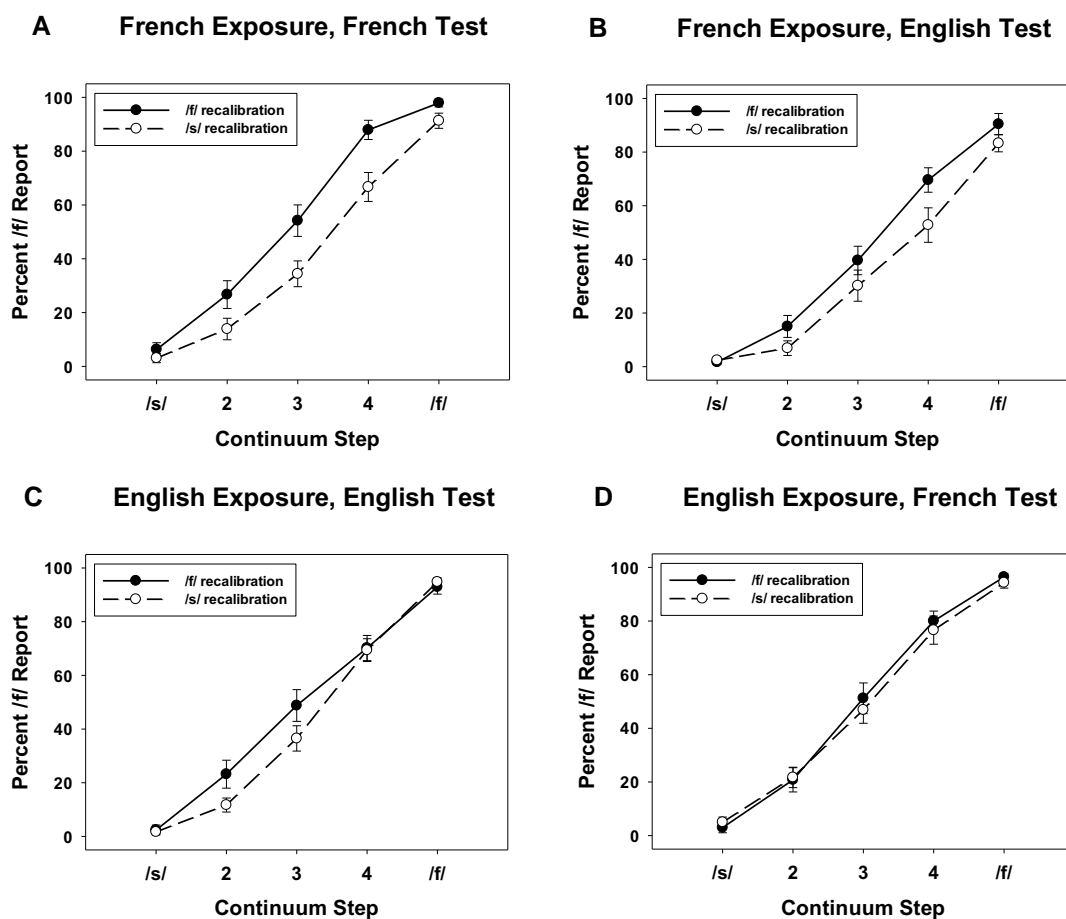 A French Exposure, French Test
/f/ recalibration
/s/ recalibration
Percent /f/ Report
100
80
60
40
20
0
/s/ 2 3 4 /f/
Continuum Step
B French Exposure, English Test
/f/ recalibration
/s/ recalibration
Percent /f/ Report
100
80
60
40
20
0
/s/ 2 3 4 /f/
Continuum Step
C English Exposure, English Test
/f/ recalibration
/s/ recalibration
Percent /f/ Report
100
80
60
40
20
0
/s/ 2 3 4 /f/
Continuum Step
D English Exposure, French Test
/f/ recalibration
/s/ recalibration
Percent /f/ Report
100
80
60
40
20
0
/s/ 2 3 4 /f/
Continuum Step